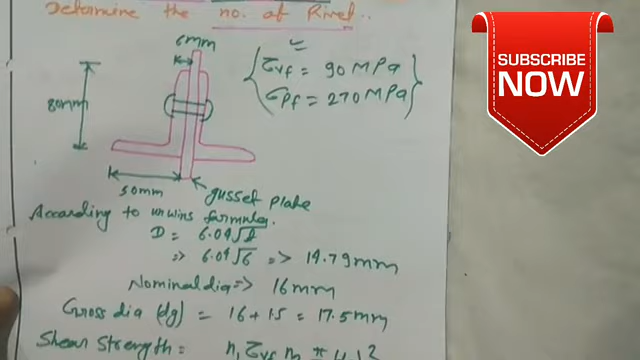 Determine the no. of Rivet..
6mm
τvf = 90 MPa
σpf = 270 MPa
80mm
50mm
gusset plate
According to unwins formula.
D = 6.04√t
=> 6.04√6 => 14.79mm
Nominal dia => 16mm
Gross dia (dg) = 16 + 1.5 = 17.5mm
Shear Strength =
SUBSCRIBE
NOW